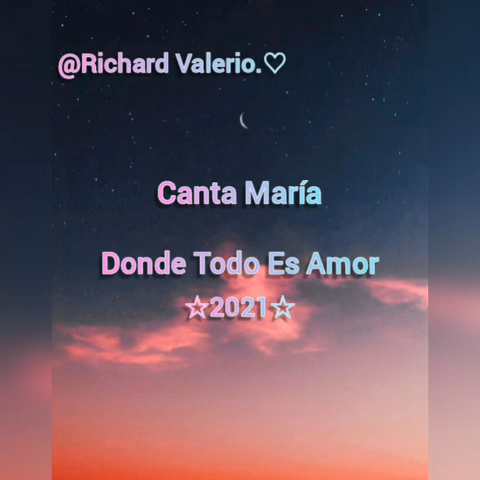 @Richard Valerio.♡
Canta María
Donde Todo Es Amor
☆2021☆